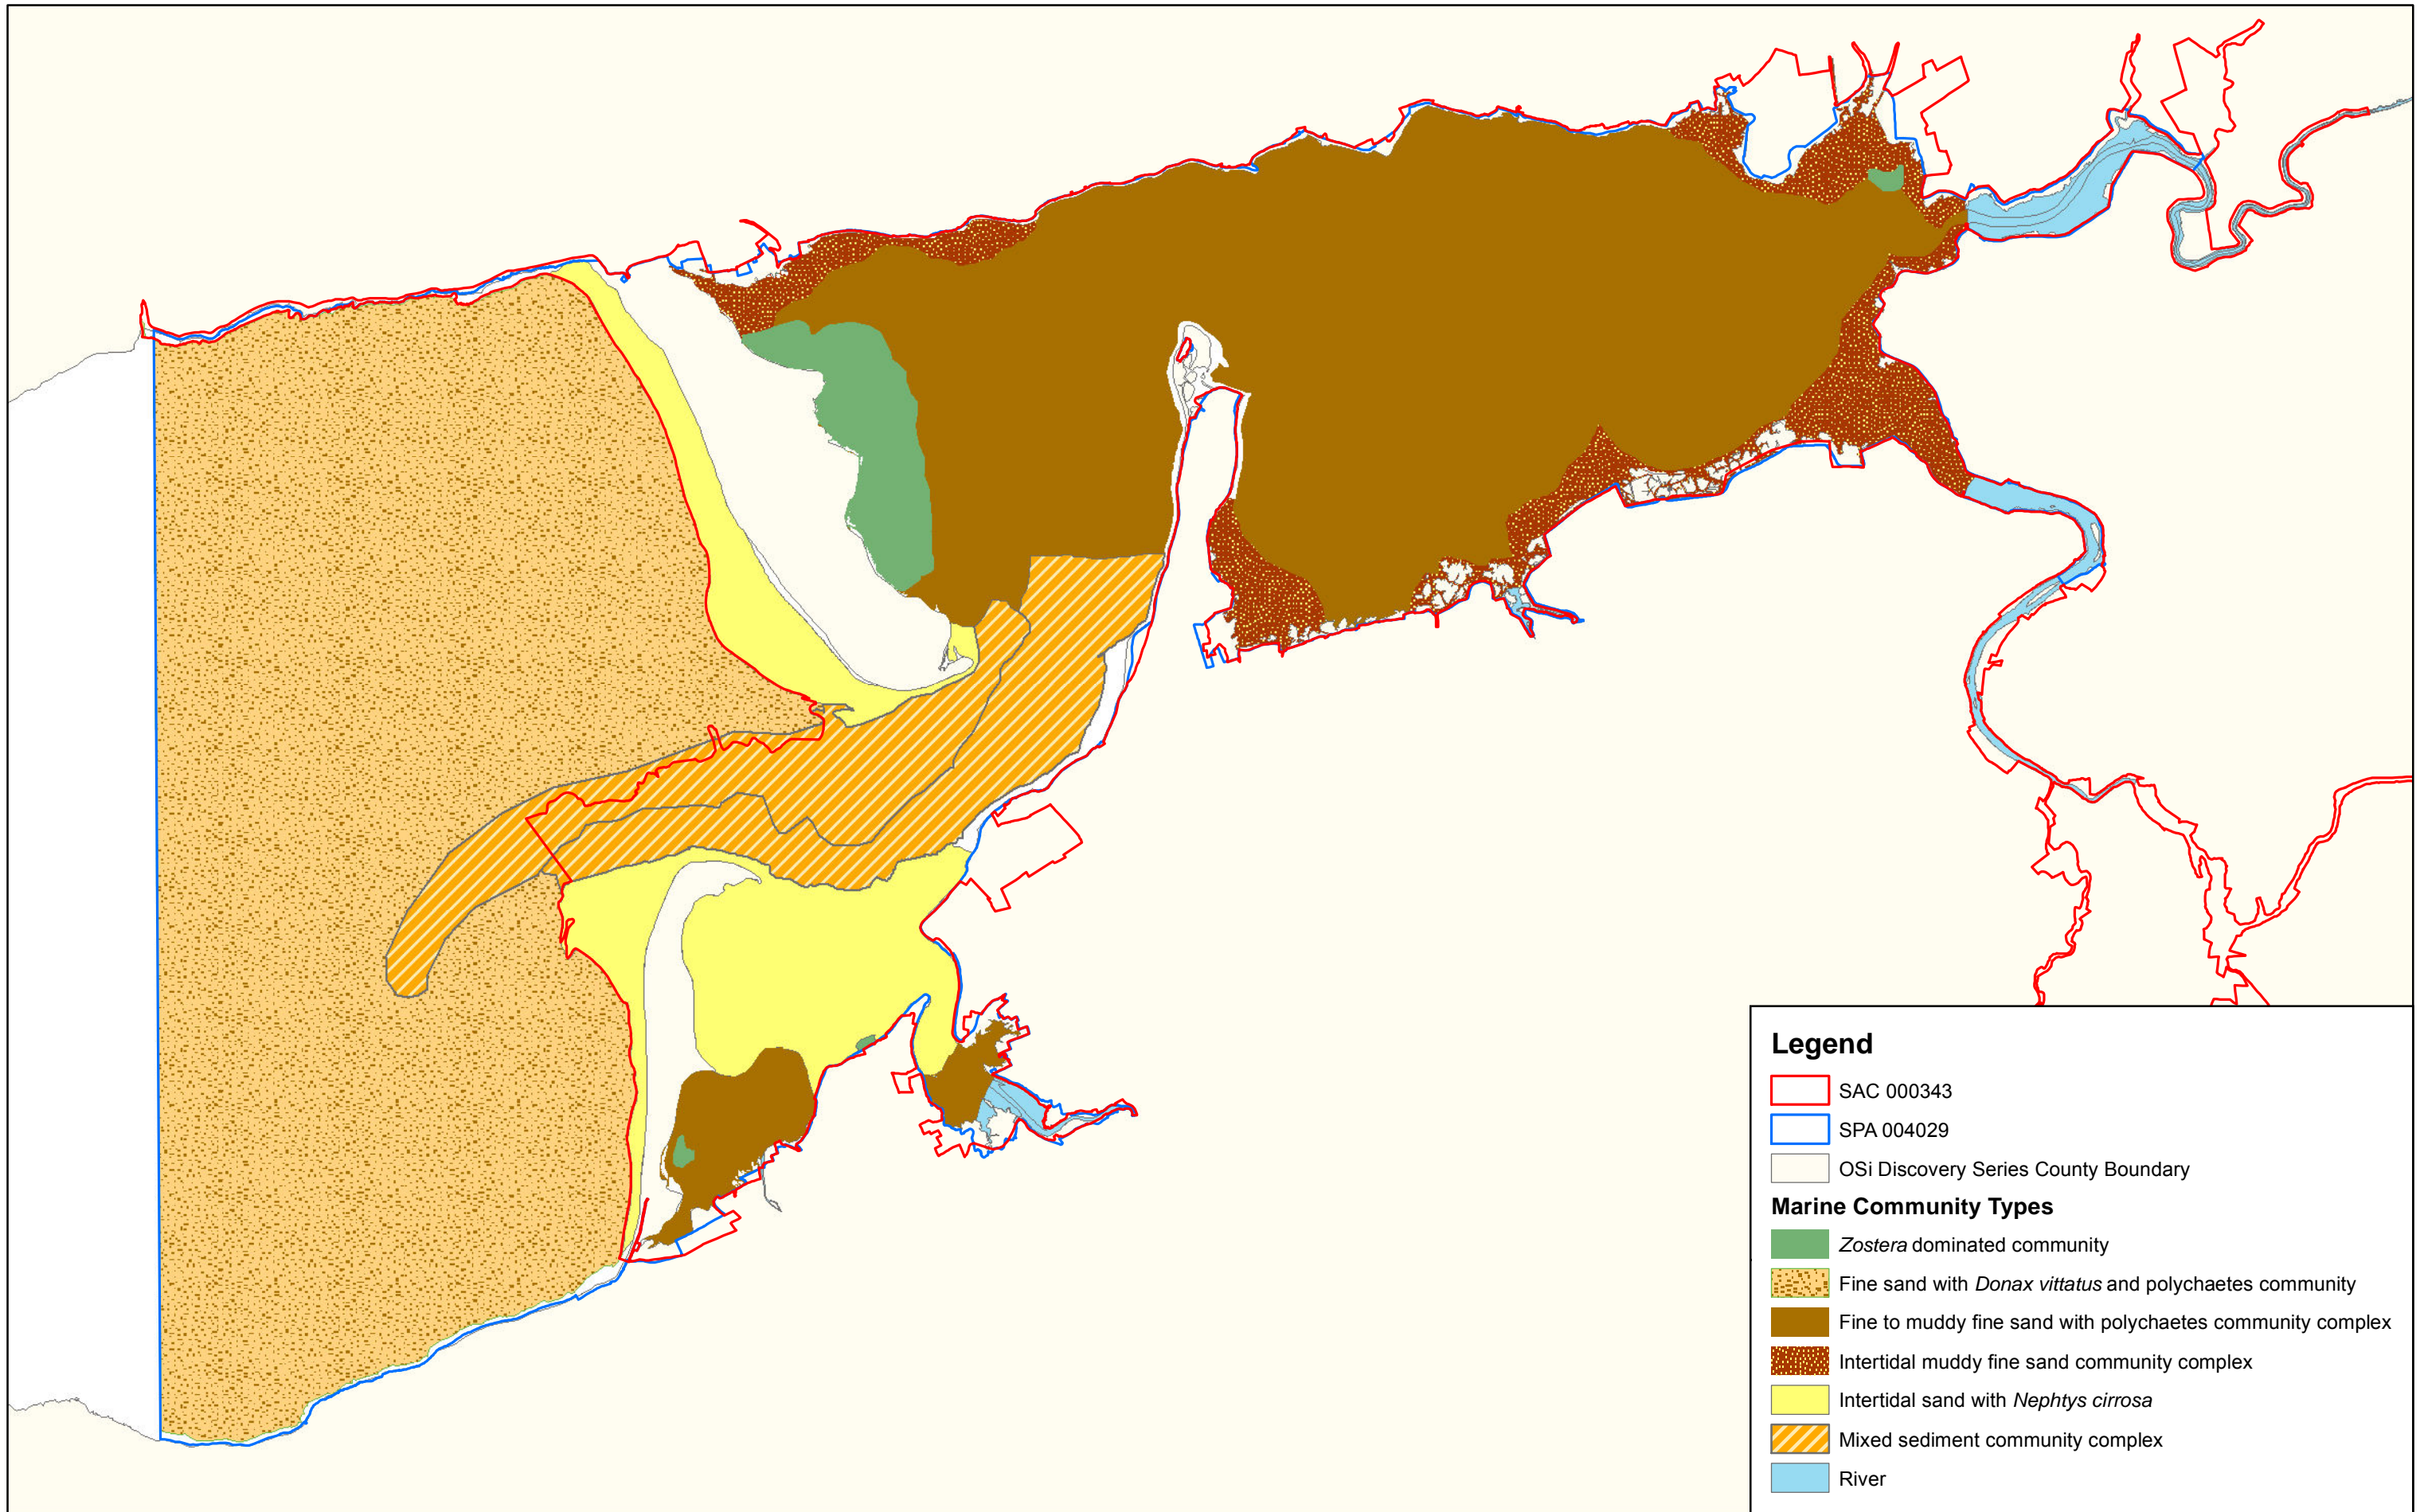 Legend
SAC 000343
SPA 004029
OSi Discovery Series County Boundary
Marine Community Types
Zostera dominated community
Fine sand with Donax vittatus and polychaetes community
Fine to muddy fine sand with polychaetes community complex
Intertidal muddy fine sand community complex
Intertidal sand with Nephtys cirrosa
Mixed sediment community complex
River